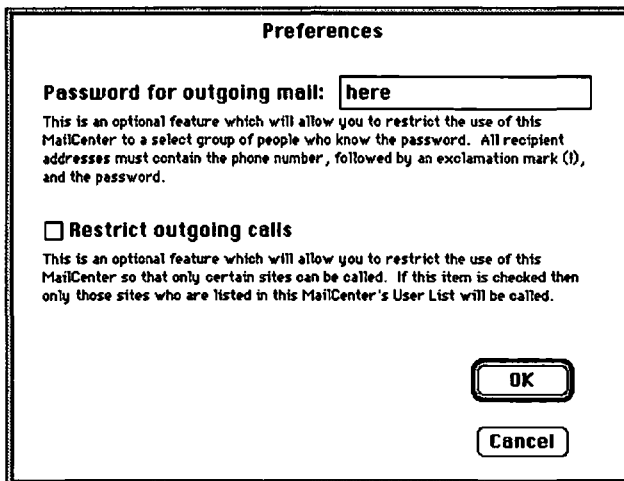 Preferences
Password for outgoing mail: here
This is an optional feature which will allow you to restrict the use of this
MailCenter to a select group of people who know the password. All recipient
addresses must contain the phone number, followed by an exclamation mark (!),
and the password.
Restrict outgoing calls
This is an optional feature which will allow you to restrict the use of this
MailCenter so that only certain sites can be called. If this item is checked then
only those sites who are listed in this MailCenter's User List will be called.
OK
Cancel